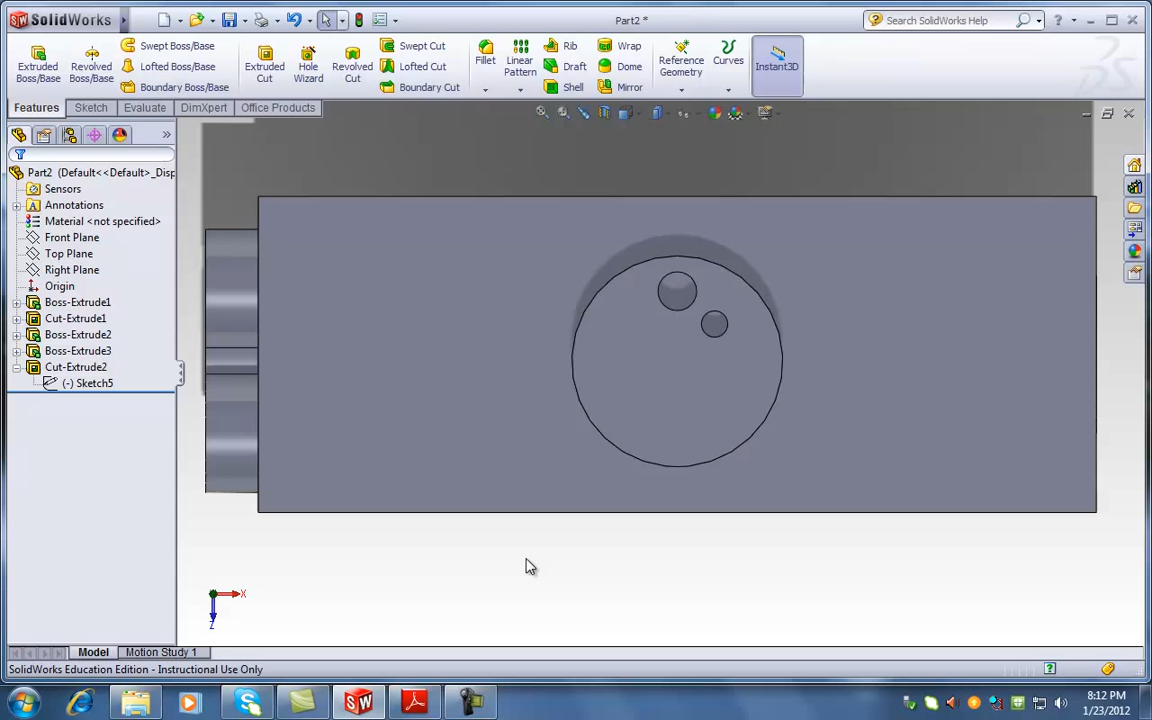 SolidWorks
Part2 *
Search SolidWorks Help
Extruded Boss/Base
Revolved Boss/Base
Swept Boss/Base
Lofted Boss/Base
Boundary Boss/Base
Extruded Cut
Hole Wizard
Revolved Cut
Swept Cut
Lofted Cut
Boundary Cut
Fillet
Linear Pattern
Rib
Draft
Shell
Wrap
Dome
Mirror
Reference Geometry
Curves
Instant3D
Features
Sketch
Evaluate
DimXpert
Office Products
Part2 (Default<<Default>_Disp
Sensors
Annotations
Material <not specified>
Front Plane
Top Plane
Right Plane
Origin
Boss-Extrude1
Cut-Extrude1
Boss-Extrude2
Boss-Extrude3
Cut-Extrude2
(-) Sketch5
X
Z
Model
Motion Study 1
SolidWorks Education Edition - Instructional Use Only
8:12 PM
1/23/2012